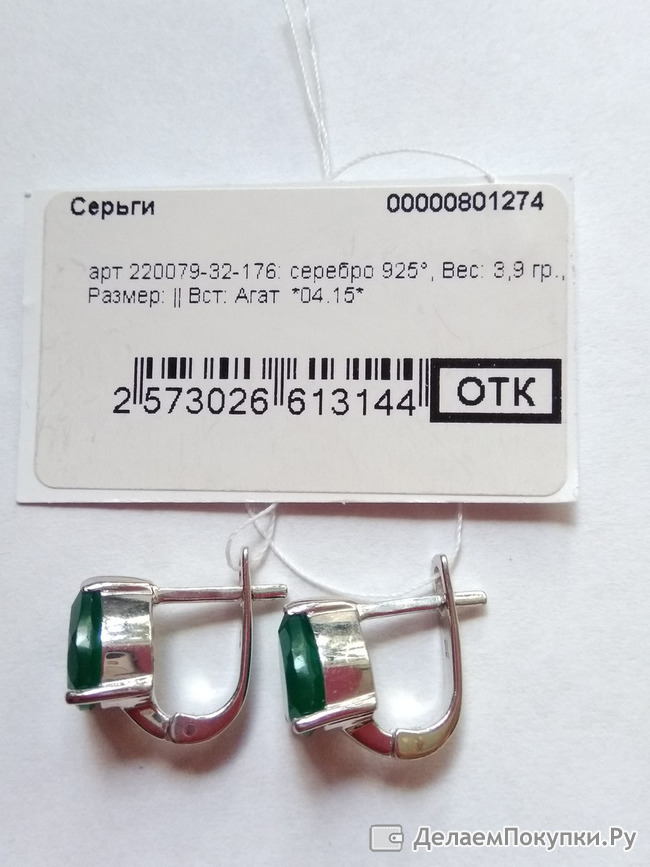 Серьги 00000801274
арт 220079-32-176: серебро 925°, Вес: 3,9 гр.,
Размер: || Вст: Агат *04.15*
2 573026 613144 ОТК
ДелаемПокупки.Ру